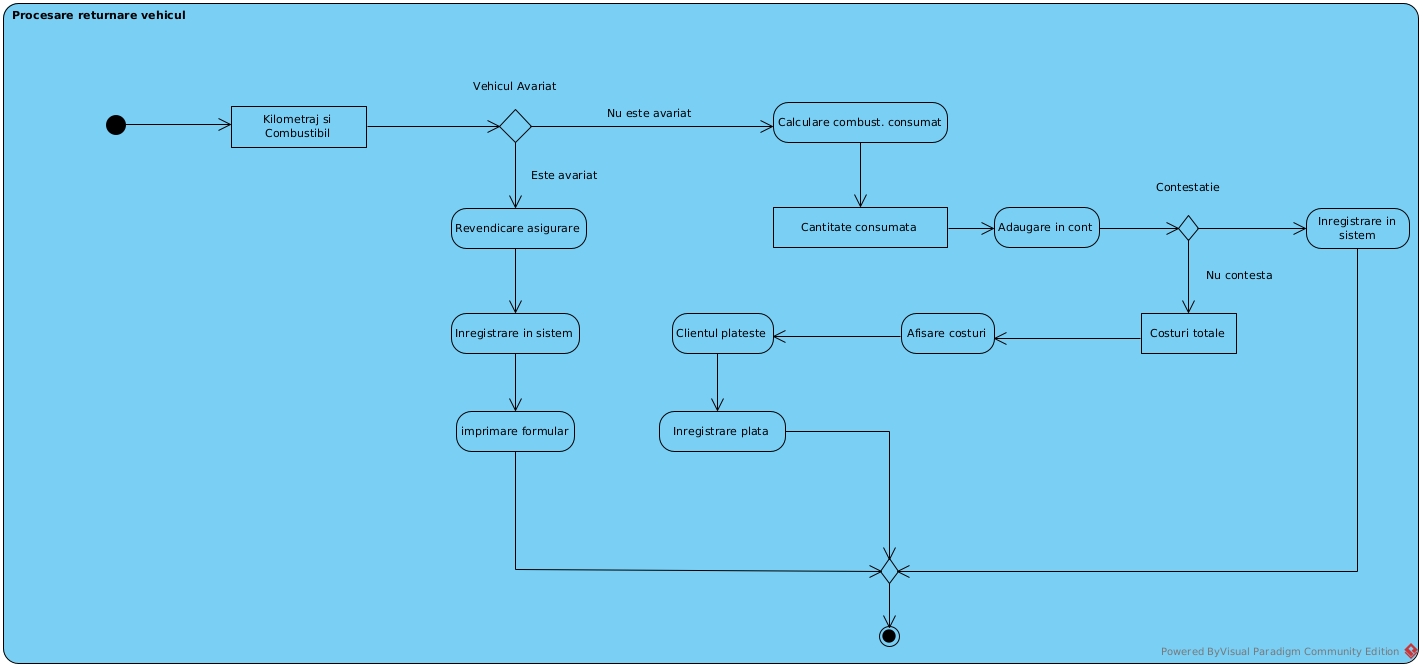 Procesare returnare vehicul
Vehicul Avariat
Kilometraj si
Combustibil
Nu este avariat
Calculare combust. consumat
Este avariat
Contestatie
Revendicare asigurare
Cantitate consumata
Adaugare in cont
Inregistrare in
sistem
Nu contesta
Inregistrare in sistem
Clientul plateste
Afisare costuri
Costuri totale
imprimare formular
Inregistrare plata
Powered ByVisual Paradigm Community Edition